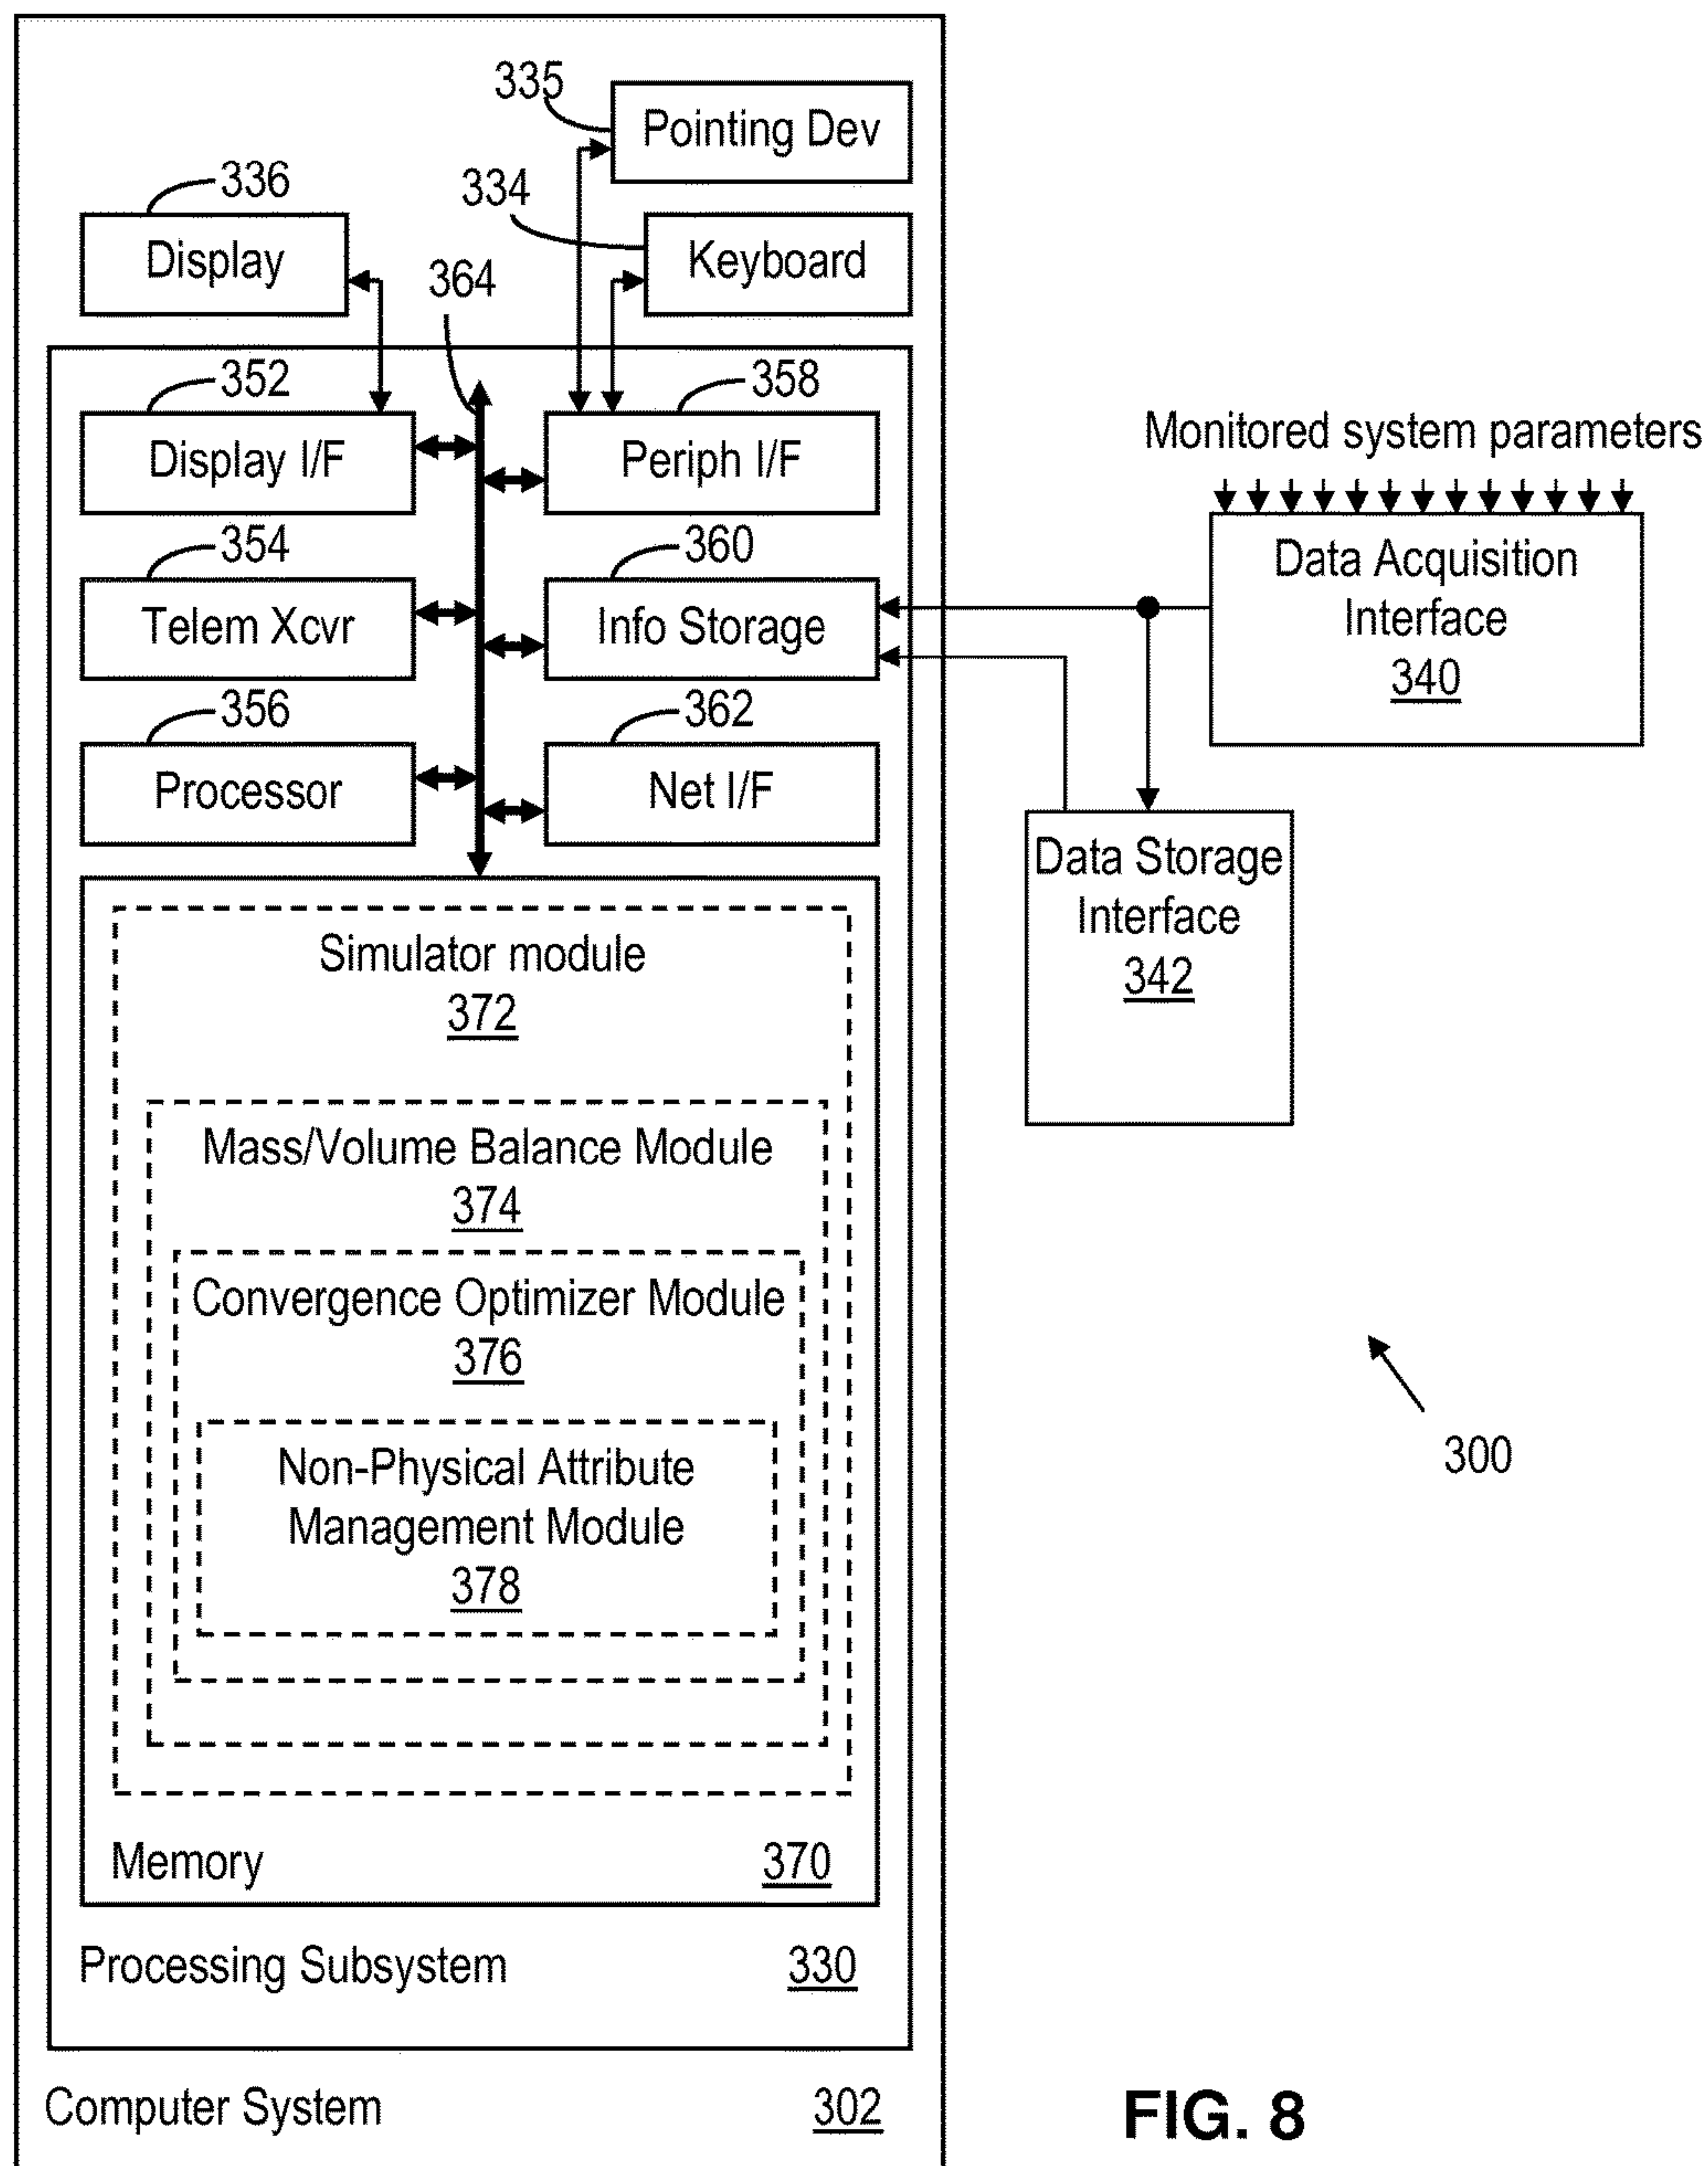 335
Pointing Dev
336
334
Display
Keyboard
364
352
358
Display I/F
Periph I/F
Monitored system parameters
354
360
Data Acquisition
Interface
340
Telem Xcvr
Info Storage
356
362
Processor
Net I/F
Data Storage
Interface
342
Simulator module
372
Mass/Volume Balance Module
374
Convergence Optimizer Module
376
Non-Physical Attribute
Management Module
378
300
Memory 370
Processing Subsystem 330
Computer System 302
FIG. 8